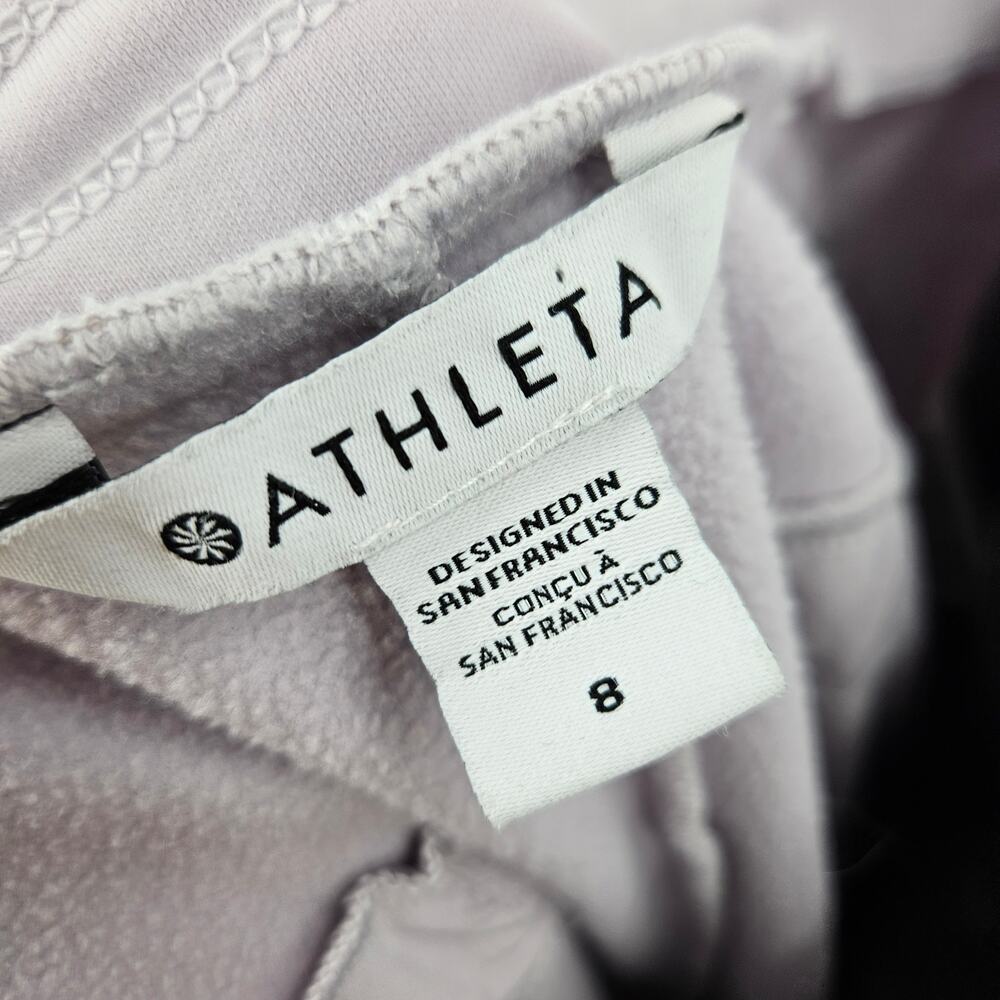 ATHLETA
DESIGNED IN
SAN FRANCISCO
CONÇU À
SAN FRANCISCO
8